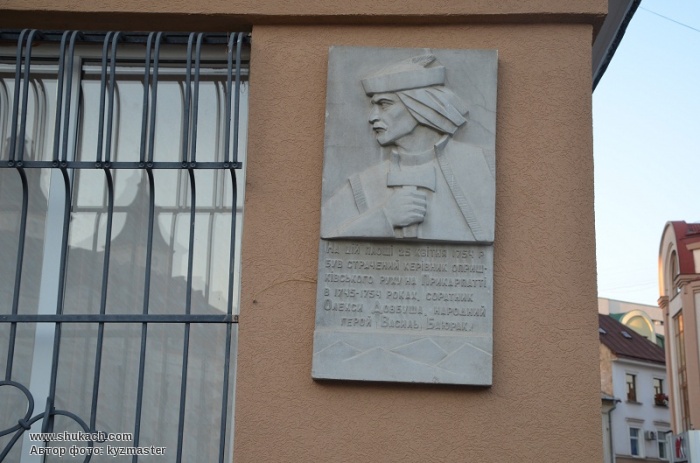 На цій площі 25 квітня 1754 р.
був страчений керівник оприш-
ківського руху на Прикарпатті
в 1745-1754 роках, соратник
Олекси Довбуша, народний
герой Василь Баюрак
www.shukach.com
Автор фото: kyzmaster